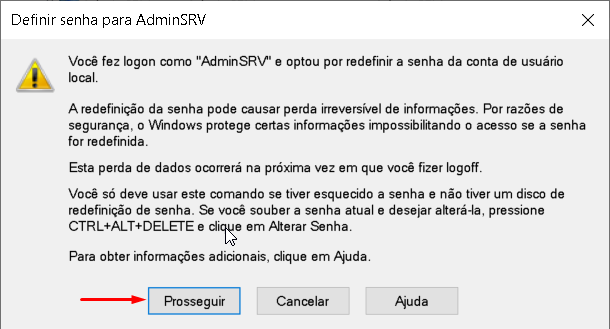 Definir senha para AdminSRV
Você fez logon como "AdminSRV" e optou por redefinir a senha da conta de usuário
local.
A redefinição da senha pode causar perda irreversível de informações. Por razões de
segurança, o Windows protege certas informações impossibilitando o acesso se a senha
for redefinida.
Esta perda de dados ocorrerá na próxima vez em que você fizer logoff.
Você só deve usar este comando se tiver esquecido a senha e não tiver um disco de
redefinição de senha. Se você souber a senha atual e desejar alterá-la, pressione
CTRL+ALT+DELETE e clique em Alterar Senha.
Para obter informações adicionais, clique em Ajuda.
Prosseguir
Cancelar
Ajuda